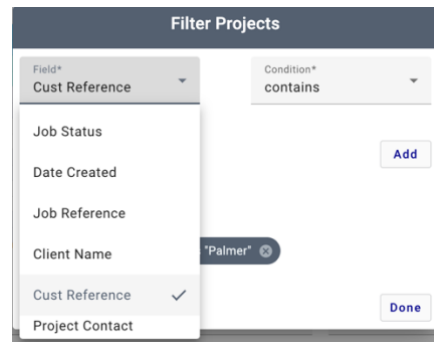 Filter Projects
Field* Condition*
Cust Reference contains
Job Status
Date Created
Add
Job Reference
Client Name
"Palmer"
Cust Reference
Done
Project Contact